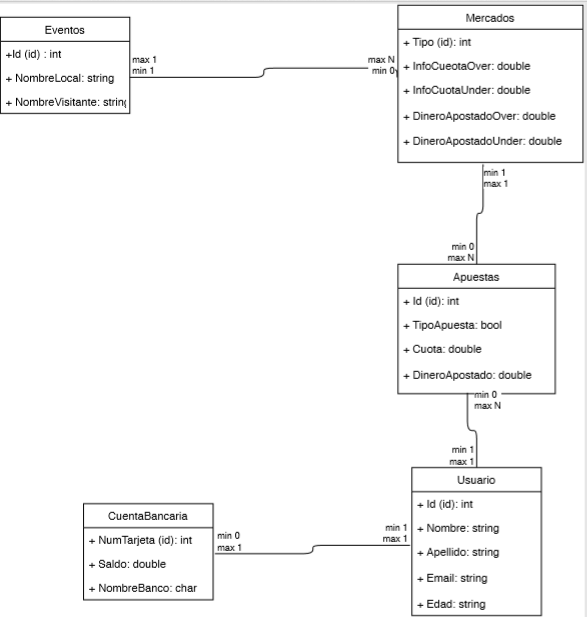 Eventos
+Id (id) : int
+ NombreLocal: string
+ NombreVisitante: string
max 1
min 1
max N
min 0
Mercados
+ Tipo (id): int
+ InfoCueotaOver: double
+ InfoCuotaUnder: double
+ DineroApostadoOver: double
+ DineroApostadoUnder: double
min 1
max 1
min 0
max N
Apuestas
+ Id (id): int
+ TipoApuesta: bool
+ Cuota: double
+ DineroApostado: double
min 0
max N
min 1
max 1
Usuario
+ Id (id): int
+ Nombre: string
+ Apellido: string
+ Email: string
+ Edad: string
CuentaBancaria
+ NumTarjeta (id): int
+ Saldo: double
+ NombreBanco: char
min 0
max 1
min 1
max 1